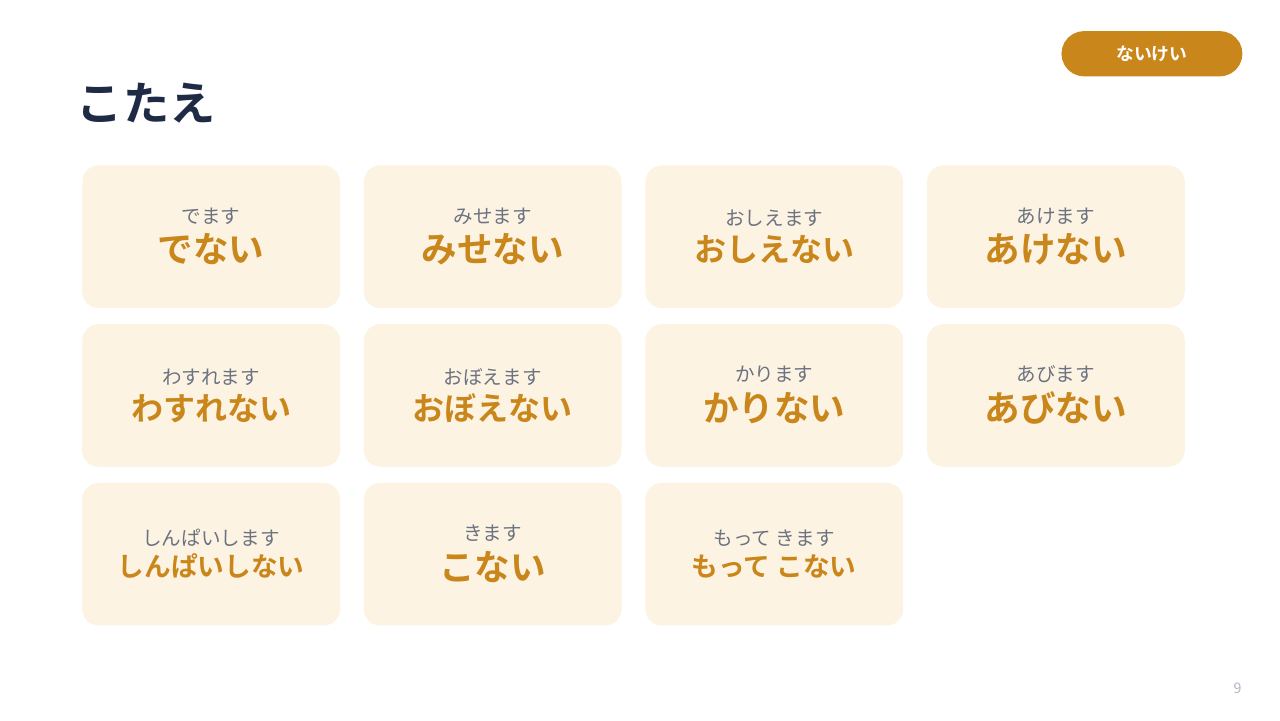 ないけい
こたえ
でます
でない
みせます
みせない
おしえます
おしえない
あけます
あけない
わすれます
わすれない
おぼえます
おぼえない
かります
かりない
あびます
あびない
しんぱいします
しんぱいしない
きます
こない
もって きます
もって こない
9